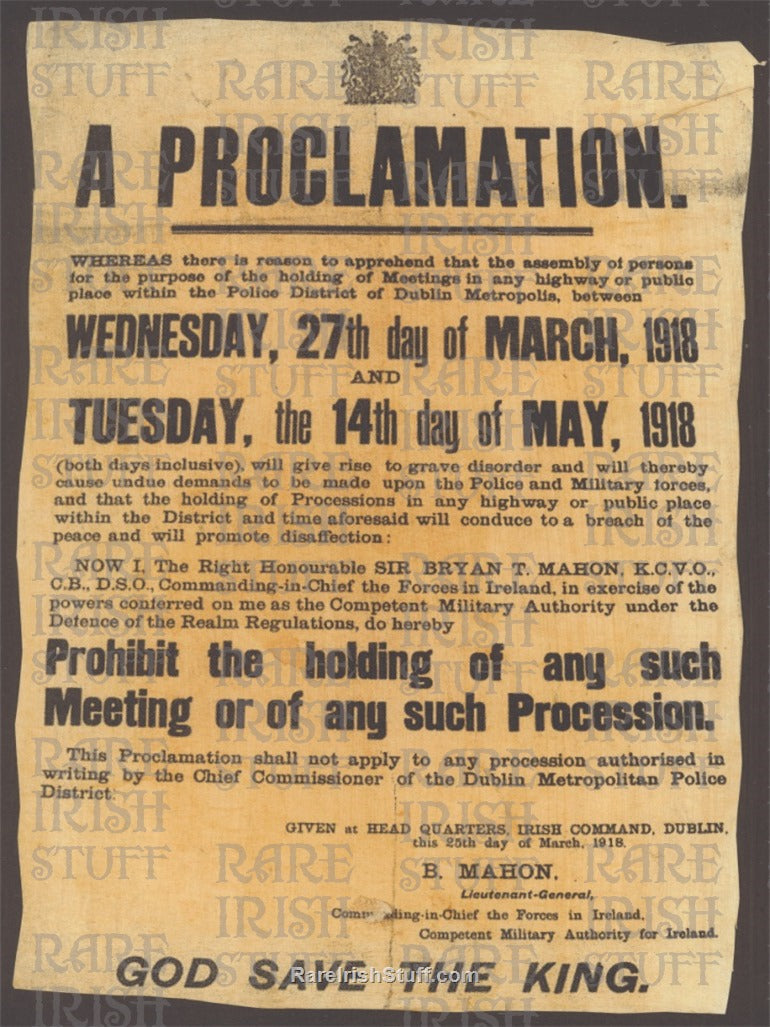 A PROCLAMATION.
WHEREAS there is reason to apprehend that the assembly of persons
for the purpose of the holding of Meetings in any highway or public
place within the Police District of Dublin Metropolis, between
WEDNESDAY, 27th day of MARCH, 1918
AND
TUESDAY, the 14th day of MAY, 1918
(both days inclusive), will give rise to grave disorder and will thereby
cause undue demands to be made upon the Police and Military forces,
and that the holding of Processions in any highway or public place
within the District and time aforesaid will conduce to a breach of the
peace and will promote disaffection:
NOW I, The Right Honourable SIR BRYAN T. MAHON, K.C.V.O.,
C.B., D.S.O., Commanding-in-Chief the Forces in Ireland, in exercise of the
powers conferred on me as the Competent Military Authority under the
Defence of the Realm Regulations, do hereby
Prohibit the holding of any such
Meeting or of any such Procession.
This Proclamation shall not apply to any procession authorised in
writing by the Chief Commissioner of the Dublin Metropolitan Police
District.
GIVEN at HEAD QUARTERS, IRISH COMMAND, DUBLIN,
this 25th day of March, 1918.
B. MAHON,
Lieutenant-General,
Commanding-in-Chief the Forces in Ireland,
Competent Military Authority for Ireland.
GOD SAVE THE KING.
RareIrishStuff.com
RARE IRISH STUFF